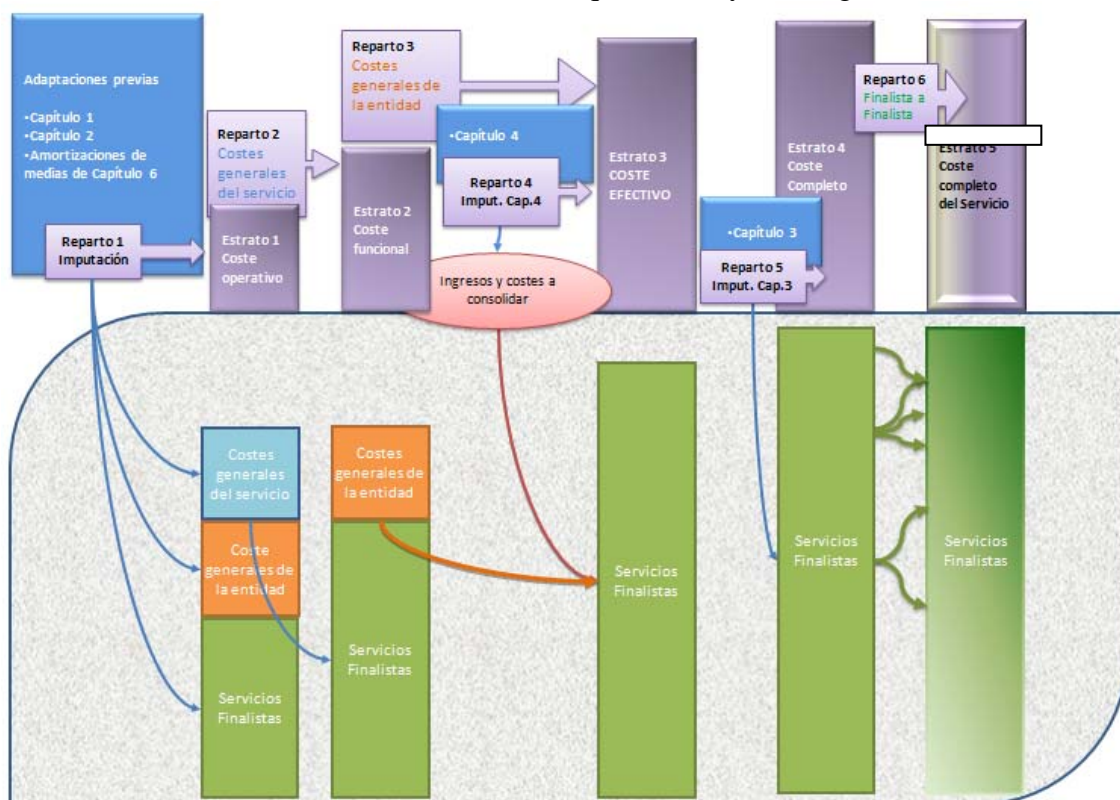 Adaptaciones previas
•Capítulo 1
•Capítulo 2
•Amortizaciones de
medias de Capítulo 6
Reparto 1
Imputación
Reparto 2
Costes
generales
del servicio
Estrato 1
Coste
operativo
Reparto 3
Costes
generales de
la entidad
Estrato 2
Coste
funcional
•Capítulo 4
Reparto 4
Imput. Cap.4
Ingresos y costes a
consolidar
Estrato 3
COSTE
EFECTIVO
•Capítulo 3
Reparto 5
Imput. Cap.3
Estrato 4
Coste
Completo
Reparto 6
Finalista a
Finalista
Estrato 5
Coste
completo
del Servicio
Costes
generales
del servicio
Coste
generales de
la entidad
Servicios
Finalistas
Costes
generales de
la entidad
Servicios
Finalistas
Servicios
Finalistas
Servicios
Finalistas
Servicios
Finalistas